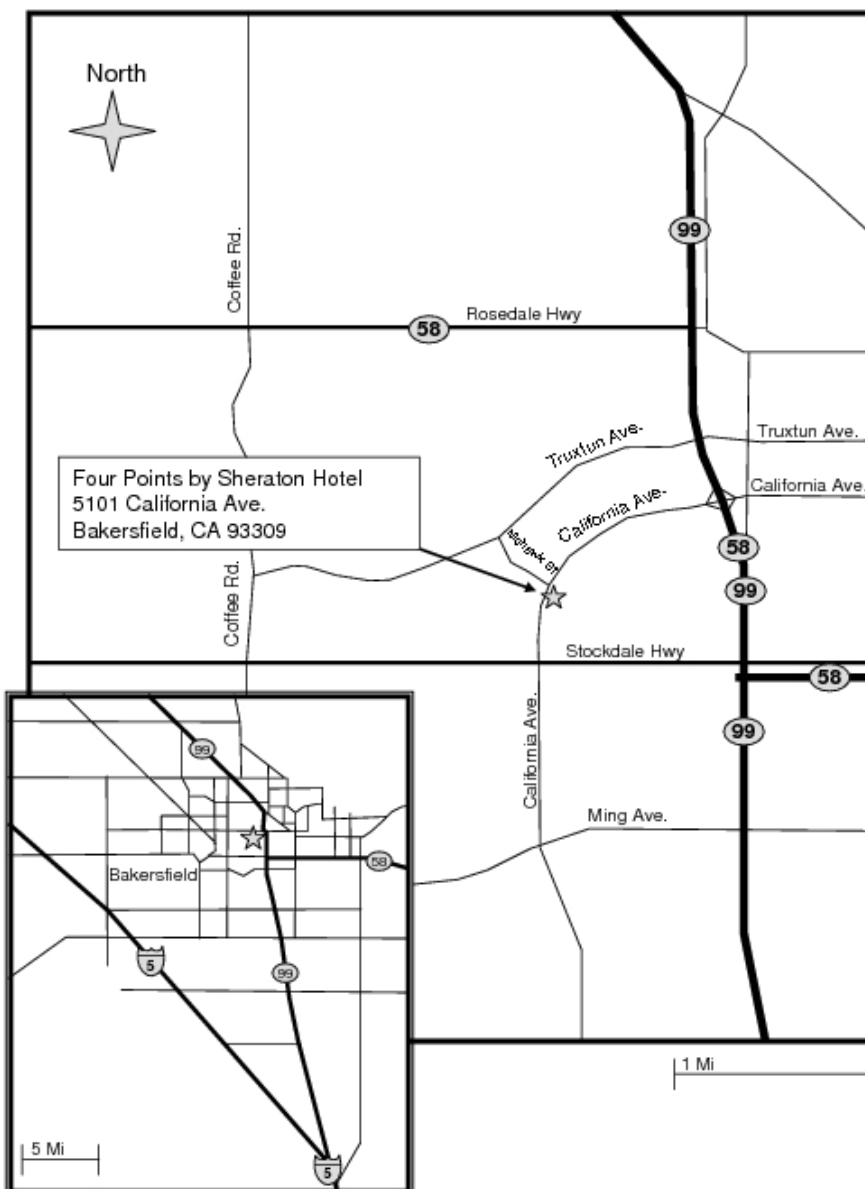 North
99
Coffee Rd.
Rosedale Hwy
58
Truxtun Ave.
Truxtun Ave.
California Ave.
California Ave.
Four Points by Sheraton Hotel
5101 California Ave.
Bakersfield, CA 93309
Mohawk St
58
99
Coffee Rd.
Stockdale Hwy
58
99
California Ave.
Ming Ave.
99
58
Bakersfield
5
99
5 Mi
5
1 Mi